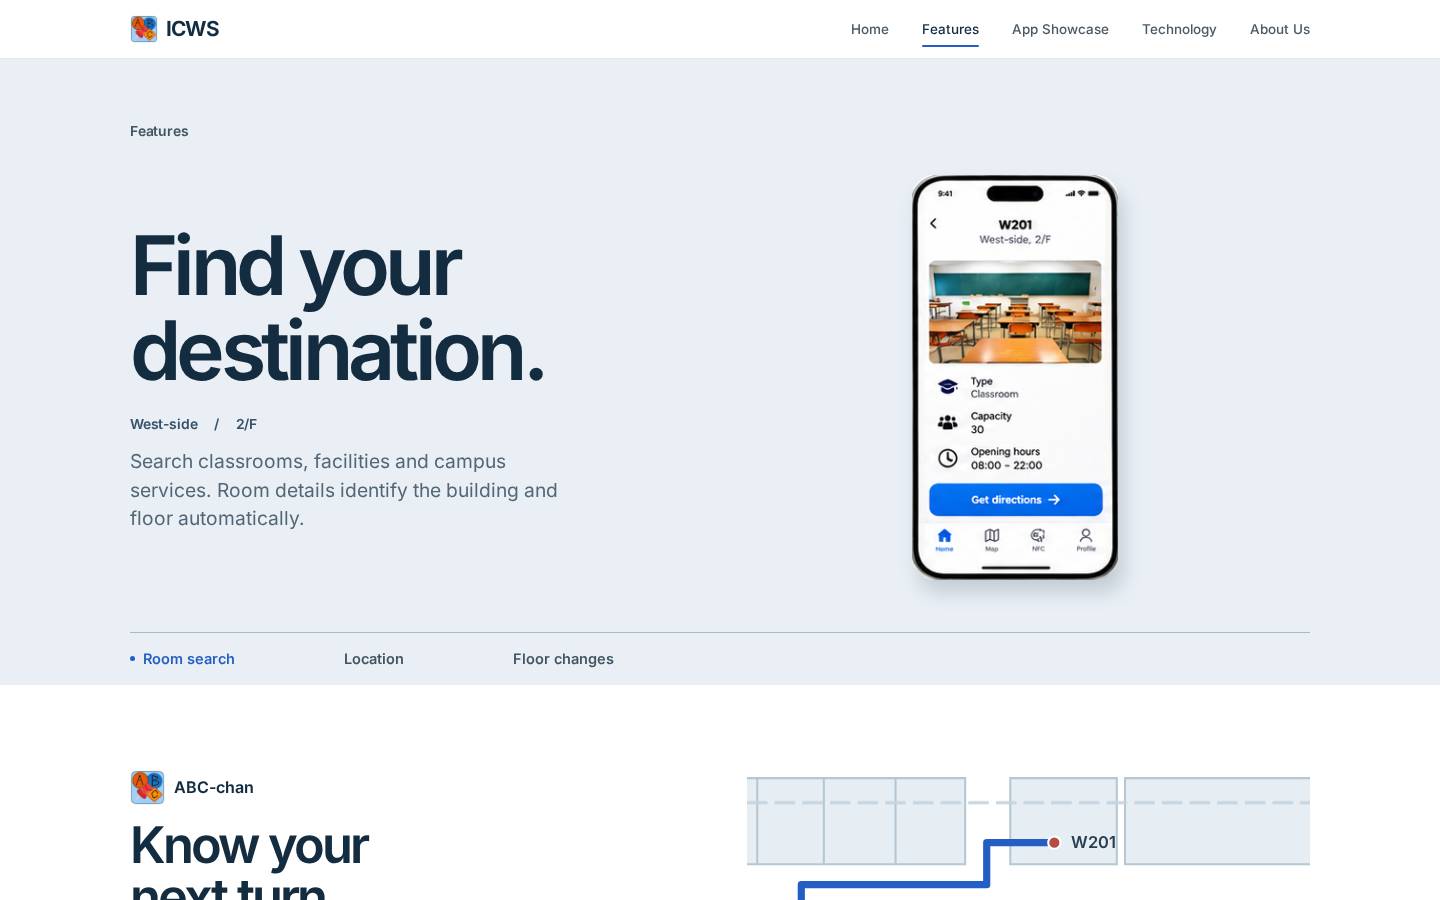 ICWS
Home
Features
App Showcase
Technology
About Us
Features
Find your
destination.
West-side / 2/F
Search classrooms, facilities and campus
services. Room details identify the building and
floor automatically.
9:41
W201
West-side, 2/F
Type
Classroom
Capacity
30
Opening hours
08:00 – 22:00
Get directions →
Home
Map
NFC
Profile
Room search
Location
Floor changes
ABC
ABC-chan
Know your
next turn
W201